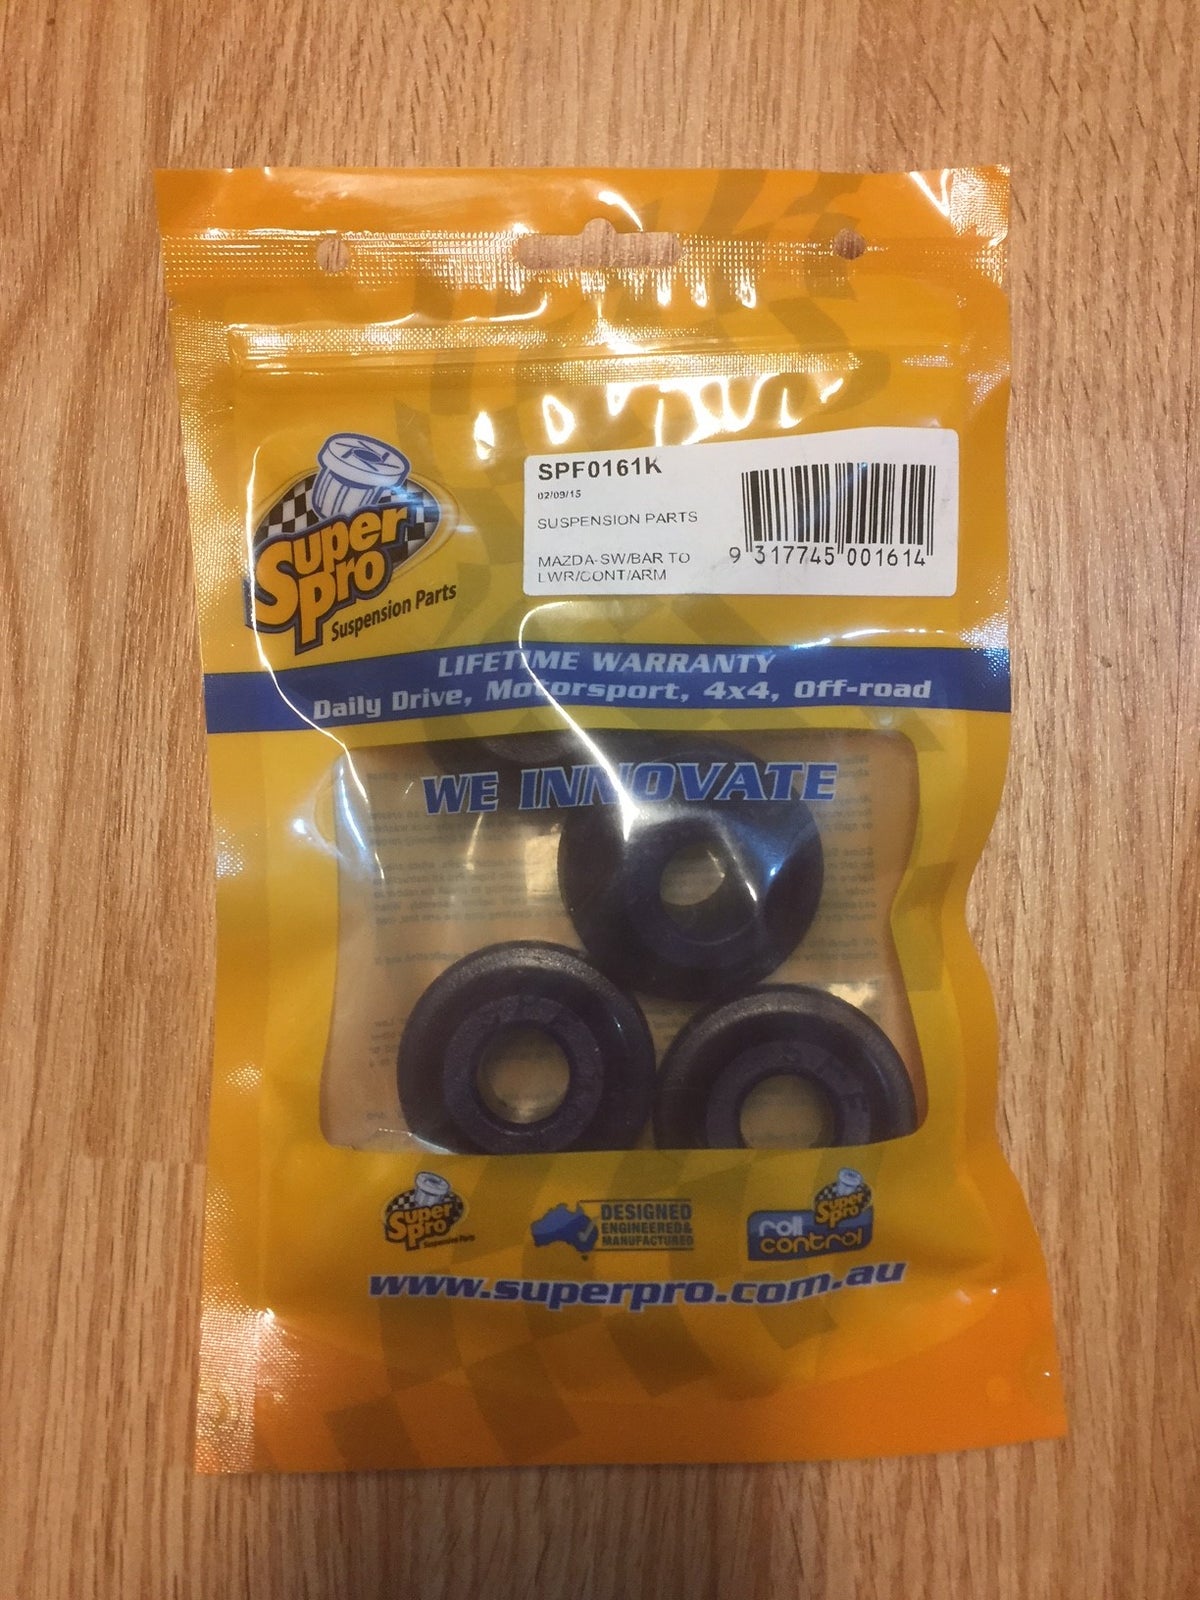 Super
Pro
Suspension Parts
SPF0161K
02/09/15
SUSPENSION PARTS
MAZDA-SW/BAR TO
LWR/CONT/ARM
9 317745 001614
LIFETIME WARRANTY
Daily Drive, Motorsport, 4x4, Off-road
WE INNOVATE
Super
Pro
Suspension Parts
DESIGNED
ENGINEERED&
MANUFACTURED
Super
Pro
roll
control
www.superpro.com.au